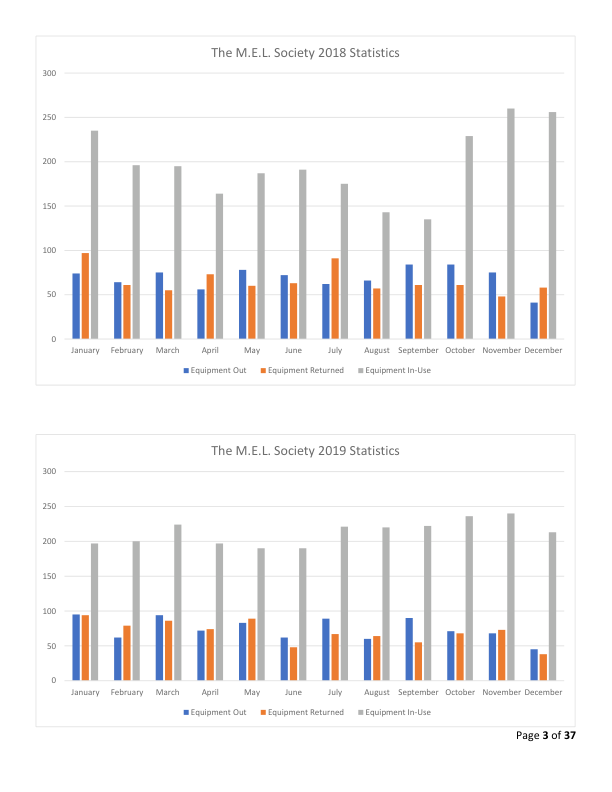 The M.E.L. Society 2018 Statistics
300
250
200
150
100
50
0
January February March April May June July August September October November December
Equipment Out Equipment Returned Equipment In-Use
The M.E.L. Society 2019 Statistics
300
250
200
150
100
50
0
January February March April May June July August September October November December
Equipment Out Equipment Returned Equipment In-Use
Page 3 of 37